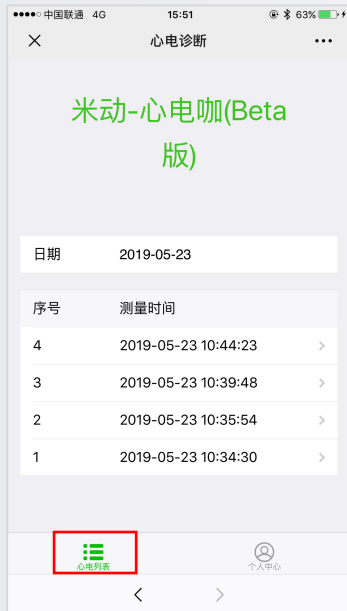 中国联通 4G 15:51 63%
心电诊断
米动-心电咖(Beta
版)
日期 2019-05-23
序号 测量时间
4 2019-05-23 10:44:23
3 2019-05-23 10:39:48
2 2019-05-23 10:35:54
1 2019-05-23 10:34:30
心电列表 个人中心